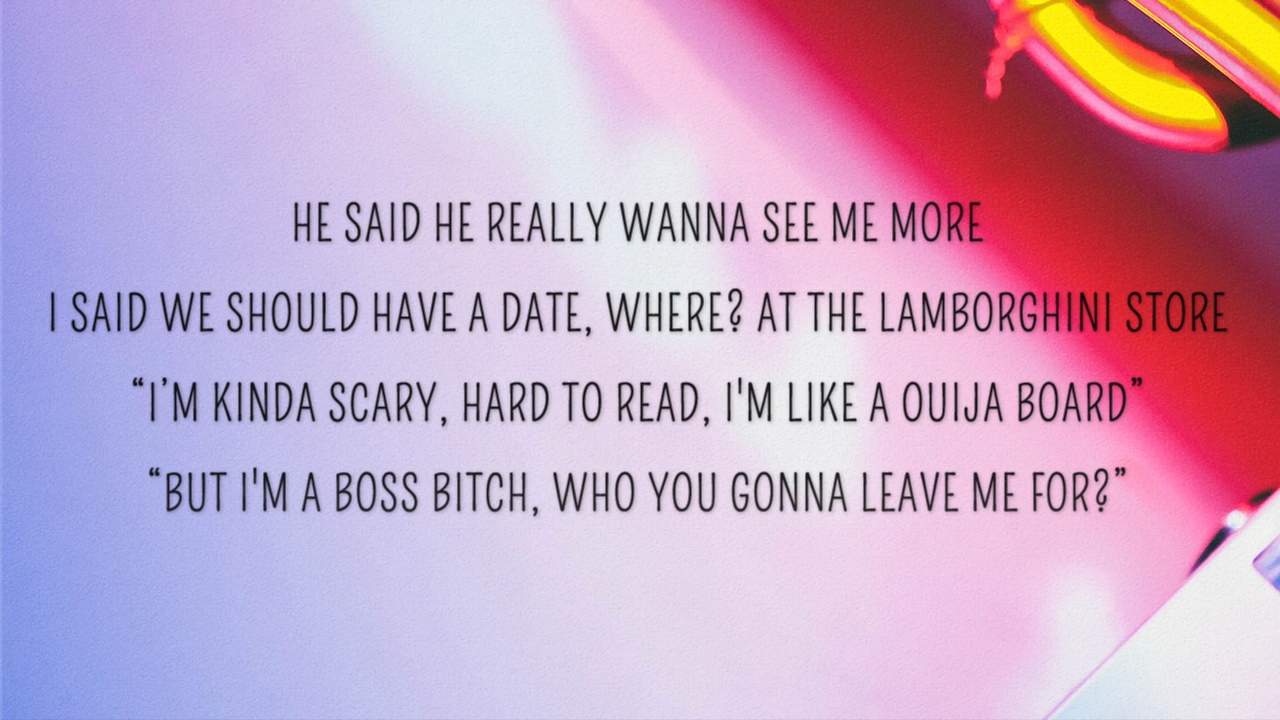 HE SAID HE REALLY WANNA SEE ME MORE
I SAID WE SHOULD HAVE A DATE, WHERE? AT THE LAMBORGHINI STORE
“I’M KINDA SCARY, HARD TO READ, I'M LIKE A OUIJA BOARD”
“BUT I'M A BOSS BITCH, WHO YOU GONNA LEAVE ME FOR?”